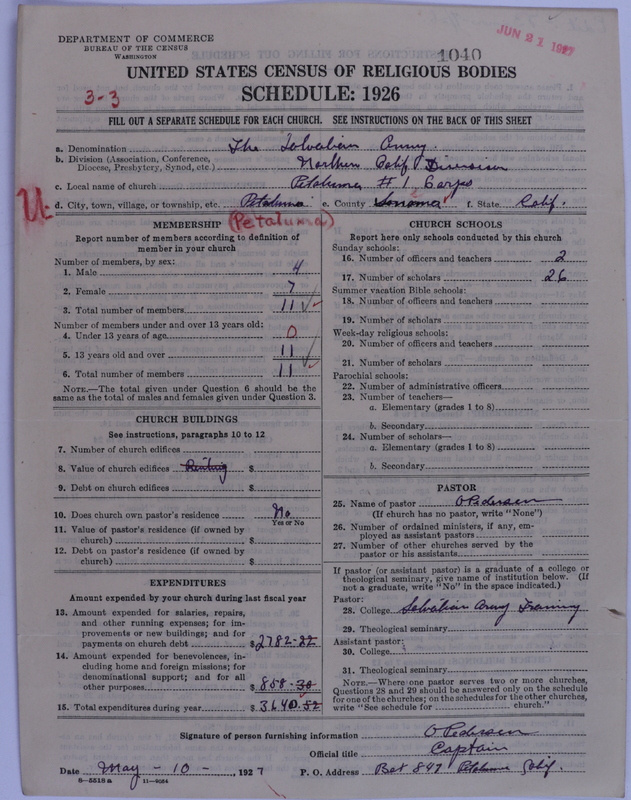 DEPARTMENT OF COMMERCE
BUREAU OF THE CENSUS
WASHINGTON
JUN 21 1927
1040
UNITED STATES CENSUS OF RELIGIOUS BODIES
3-3
SCHEDULE: 1926
FILL OUT A SEPARATE SCHEDULE FOR EACH CHURCH. SEE INSTRUCTIONS ON THE BACK OF THIS SHEET
a. Denomination The Salvation Army.
b. Division (Association, Conference, Diocese, Presbytery, Synod, etc.) Northern Calif Division
c. Local name of church Petaluma #1 Corps
U.
d. City, town, village, or township, etc. Petaluma e. County Sonoma f. State Calif.
(Petaluma)
MEMBERSHIP
Report number of members according to definition of member in your church
Number of members, by sex:
1. Male 4
2. Female 7
3. Total number of members 11
Number of members under and over 13 years old:
4. Under 13 years of age 0
5. 13 years old and over 11
6. Total number of members 11
NOTE.—The total given under Question 6 should be the same as the total of males and females given under Question 3.
CHURCH BUILDINGS
See instructions, paragraphs 10 to 12
7. Number of church edifices
8. Value of church edifices Renting $
9. Debt on church edifices $
10. Does church own pastor's residence No
Yes or No
11. Value of pastor's residence (if owned by church) $
12. Debt on pastor's residence (if owned by church) $
EXPENDITURES
Amount expended by your church during last fiscal year
13. Amount expended for salaries, repairs, and other running expenses; for improvements or new buildings; and for payments on church debt $2782.22
14. Amount expended for benevolences, including home and foreign missions; for denominational support; and for all other purposes $858.30
15. Total expenditures during year $3640.52
CHURCH SCHOOLS
Report here only schools conducted by this church
Sunday schools:
16. Number of officers and teachers 2
17. Number of scholars 26
Summer vacation Bible schools:
18. Number of officers and teachers
19. Number of scholars
Week-day religious schools:
20. Number of officers and teachers
21. Number of scholars
Parochial schools:
22. Number of administrative officers
23. Number of teachers—
a. Elementary (grades 1 to 8)
b. Secondary
24. Number of scholars—
a. Elementary (grades 1 to 8)
b. Secondary
PASTOR
25. Name of pastor O Pedersen
(If church has no pastor, write "None")
26. Number of ordained ministers, if any, employed as assistant pastors
27. Number of other churches served by the pastor or his assistants
If pastor (or assistant pastor) is a graduate of a college or theological seminary, give name of institution below. (If not a graduate, write "No" in the space indicated.)
Pastor:
28. College Salvation Army Training
29. Theological seminary
Assistant pastor:
30. College
31. Theological seminary
NOTE.—Where one pastor serves two or more churches, Questions 28 and 29 should be answered only on the schedule for one of the churches; on the schedules for the other churches, write "See schedule for church."
Signature of person furnishing information O Pedersen
Official title Captain
Date May - 10 - , 1927 P. O. Address Box 847 Petaluma Calif.
8—5518a 11—9624